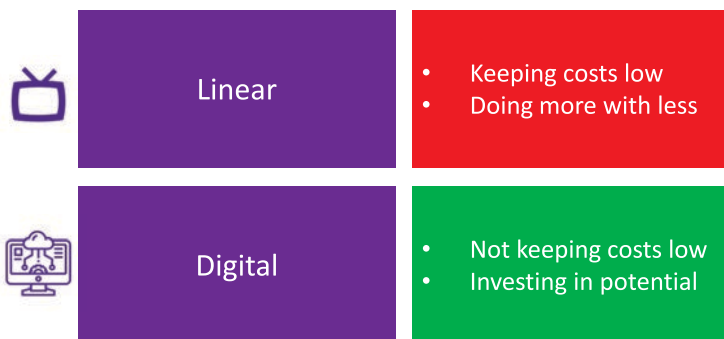 Linear
• Keeping costs low
• Doing more with less
Digital
• Not keeping costs low
• Investing in potential